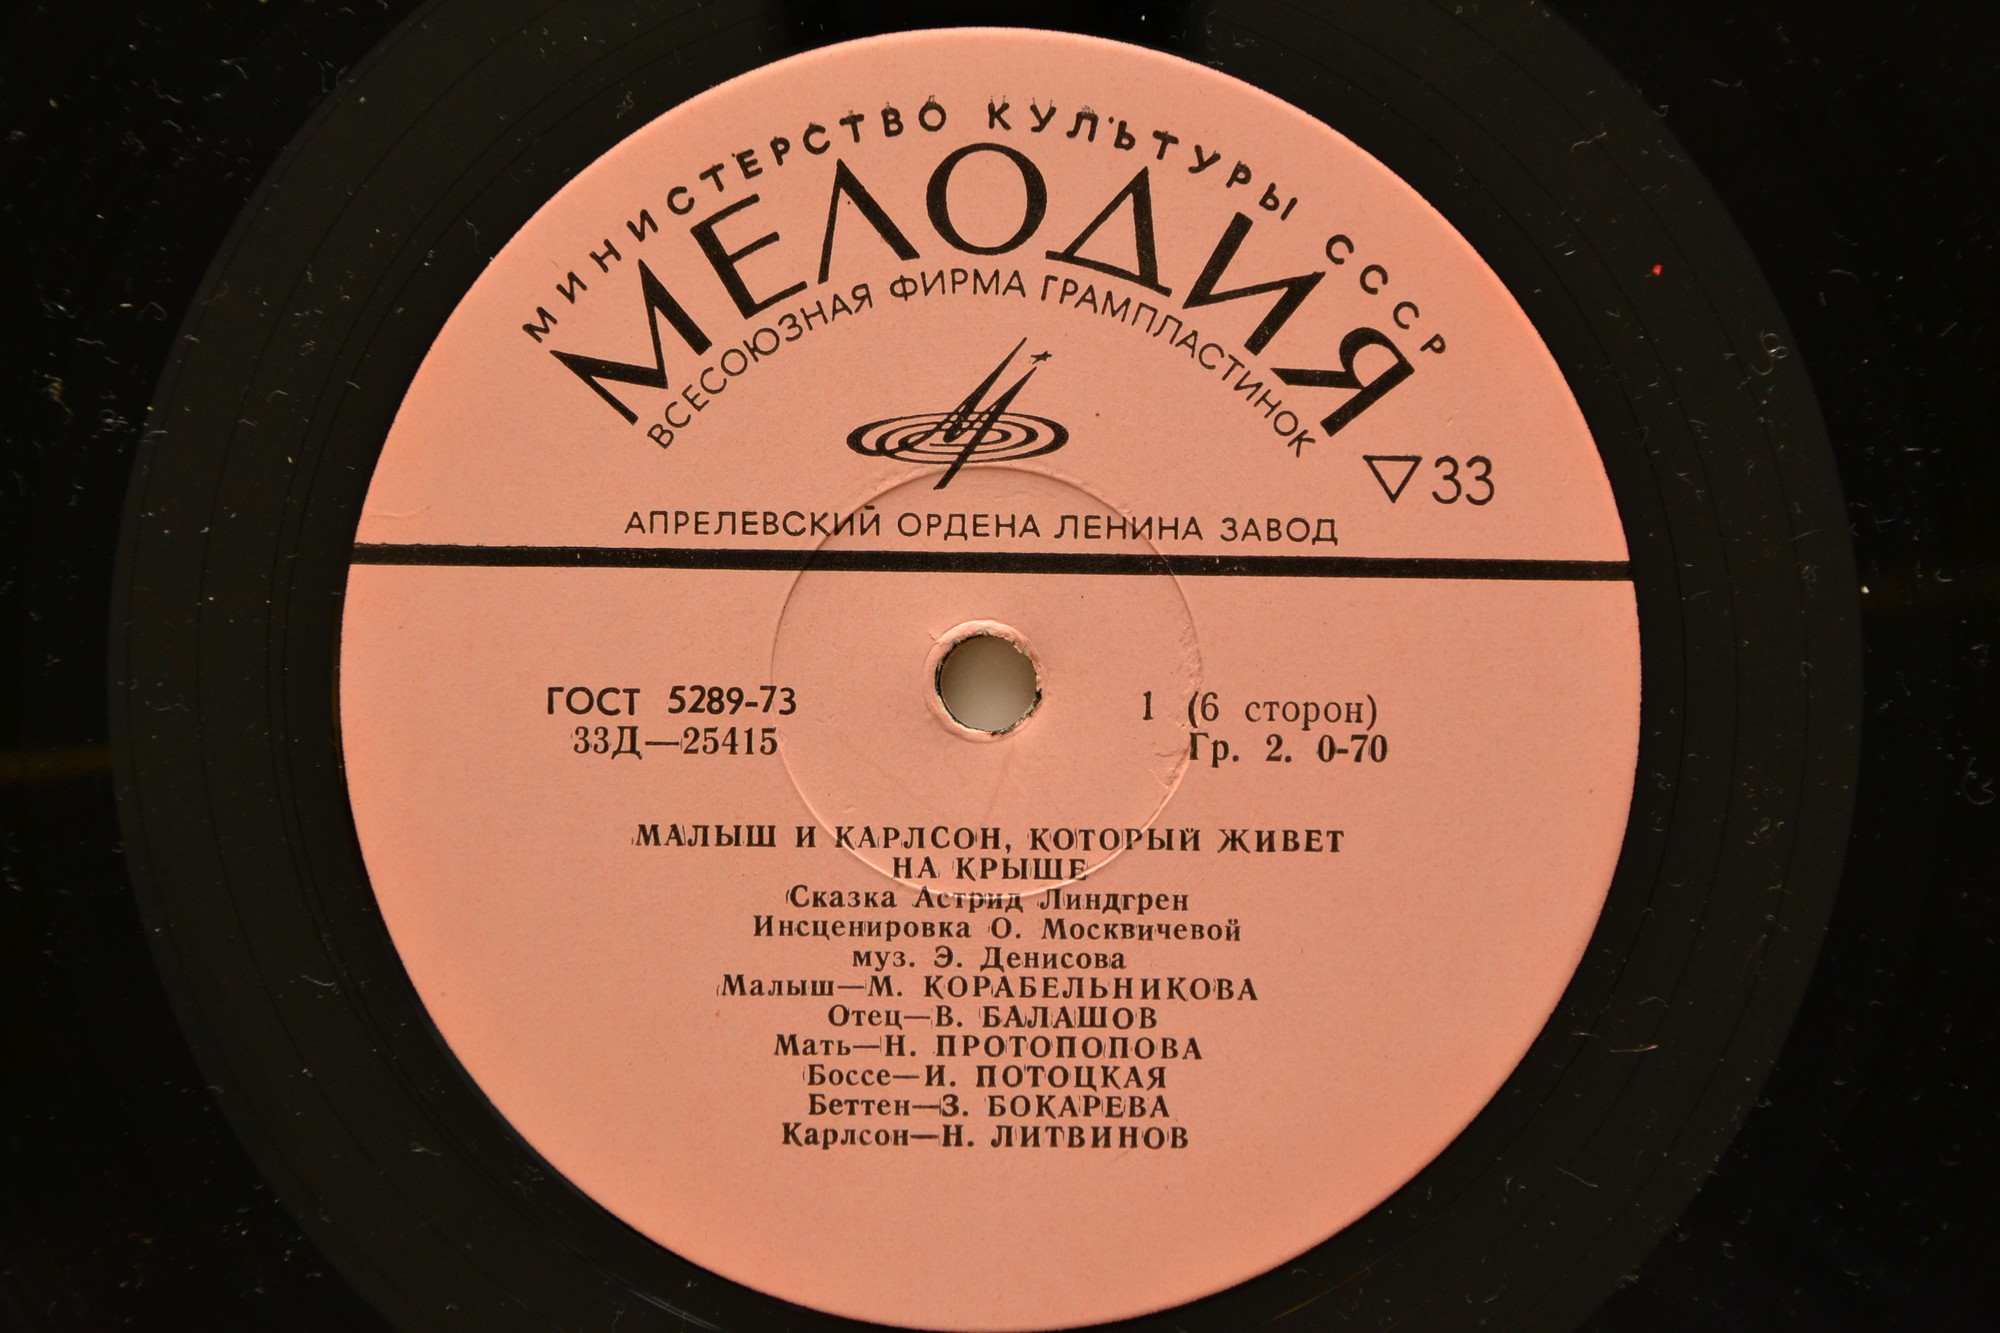 МИНИСТЕРСТВО КУЛЬТУРЫ СССР
МЕЛОДИЯ
ВСЕСОЮЗНАЯ ФИРМА ГРАМПЛАСТИНОК
33
АПРЕЛЕВСКИЙ ОРДЕНА ЛЕНИНА ЗАВОД
ГОСТ 5289-73
33Д—25415
1 (6 сторон)
Гр. 2. 0-70
МАЛЫШ И КАРЛСОН, КОТОРЫЙ ЖИВЕТ
НА КРЫШЕ
Сказка Астрид Линдгрен
Инсценировка О. Москвичевой
муз. Э. Денисова
Малыш—М. КОРАБЕЛЬНИКОВА
Отец—В. БАЛАШОВ
Мать—Н. ПРОТОПОПОВА
Боссе—И. ПОТОЦКАЯ
Беттен—З. БОКАРЕВА
Карлсон—Н. ЛИТВИНОВ